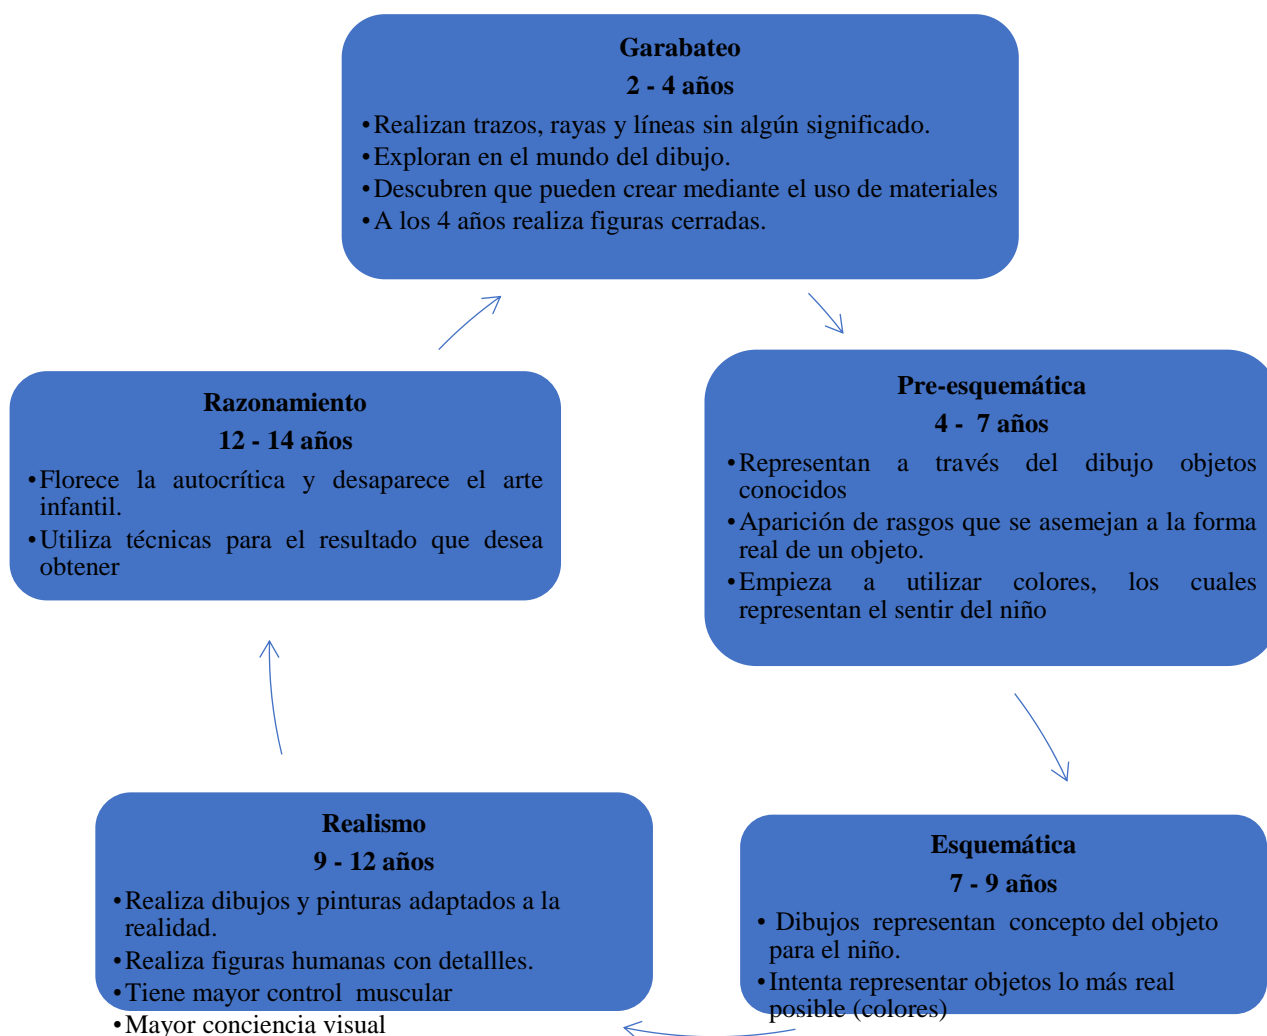 Garabateo
2 - 4 años
•Realizan trazos, rayas y líneas sin algún significado.
•Exploran en el mundo del dibujo.
•Descubren que pueden crear mediante el uso de materiales
•A los 4 años realiza figuras cerradas.
Pre-esquemática
4 - 7 años
•Representan a través del dibujo objetos
conocidos
•Aparición de rasgos que se asemejan a la forma
real de un objeto.
•Empieza a utilizar colores, los cuales
representan el sentir del niño
Esquemática
7 - 9 años
• Dibujos representan concepto del objeto
para el niño.
•Intenta representar objetos lo más real
posible (colores)
Realismo
9 - 12 años
•Realiza dibujos y pinturas adaptados a la
realidad.
•Realiza figuras humanas con detallles.
•Tiene mayor control muscular
•Mayor conciencia visual
Razonamiento
12 - 14 años
•Florece la autocrítica y desaparece el arte
infantil.
•Utiliza técnicas para el resultado que desea
obtener